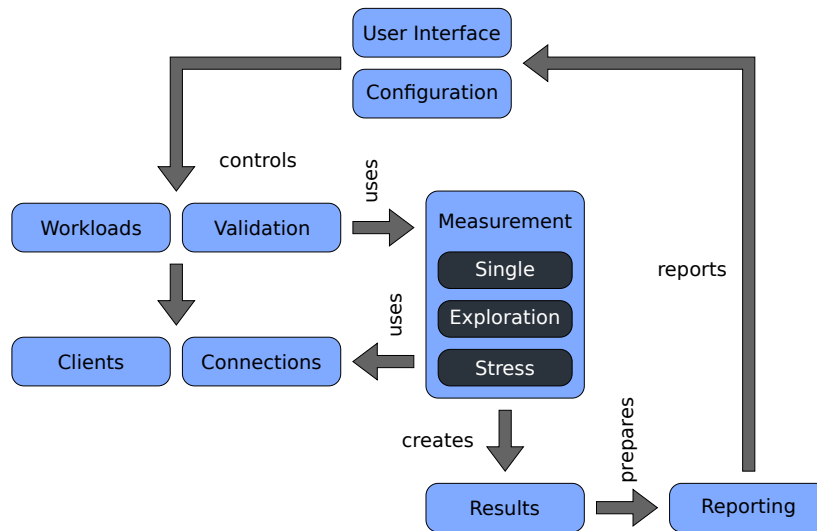 User Interface
Configuration
controls
uses
Workloads
Validation
Measurement
Single
reports
Exploration
uses
Clients
Connections
Stress
creates
prepares
Results
Reporting